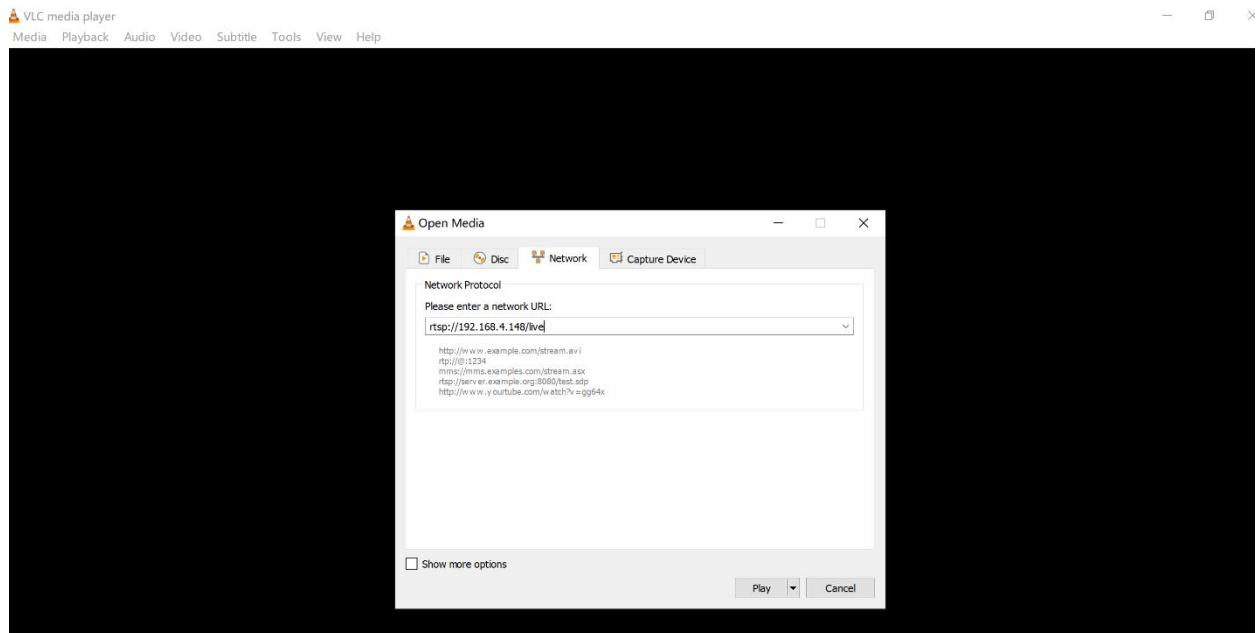 VLC media player
Media Playback Audio Video Subtitle Tools View Help
Open Media
File Disc Network Capture Device
Network Protocol
Please enter a network URL:
rtsp://192.168.4.148/live
http://www.example.com/stream.avi
rtp://@:1234
mms://mms.examples.com/stream.asx
rtsp://server.example.org:8080/test.sdp
http://www.yourtube.com/watch?v=gg64x
Show more options
Play Cancel